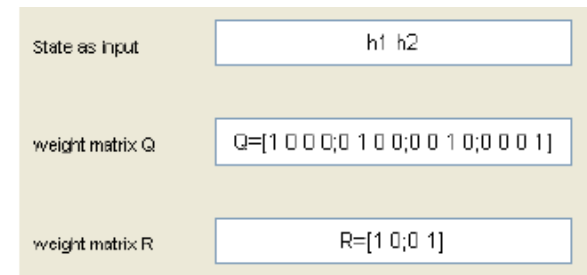 State as input h1 h2
weight matrix Q Q=[1 0 0 0;0 1 0 0;0 0 1 0;0 0 0 1]
weight matrix R R=[1 0;0 1]